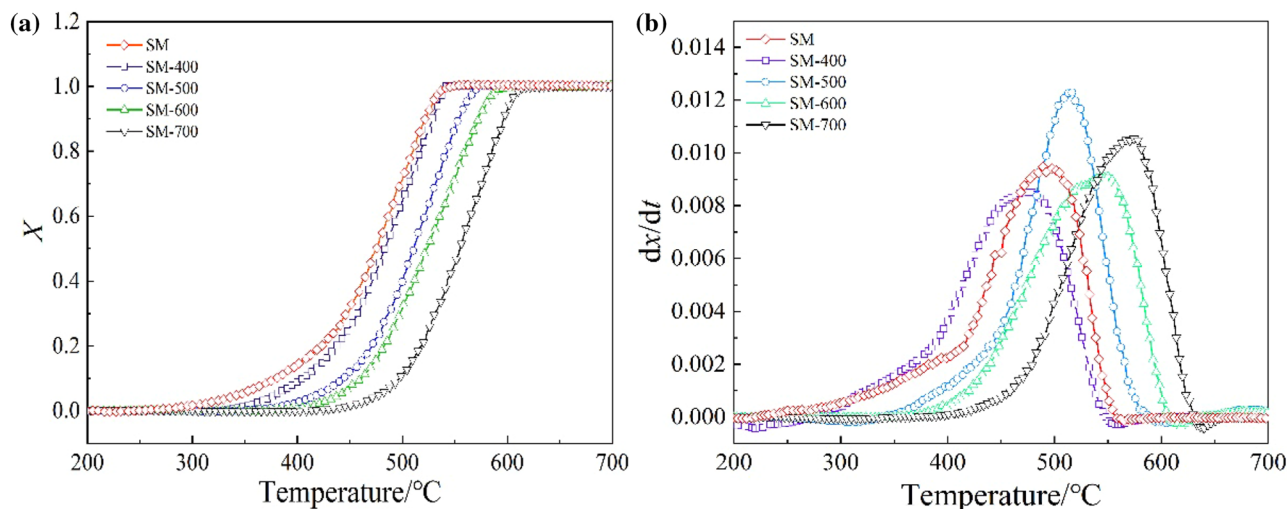 (a)
1.2
1.0
0.8
0.6
0.4
0.2
0.0
X
SM
SM-400
SM-500
SM-600
SM-700
200 300 400 500 600 700
Temperature/℃
(b)
0.014
0.012
0.010
0.008
0.006
0.004
0.002
0.000
dx/dt
SM
SM-400
SM-500
SM-600
SM-700
200 300 400 500 600 700
Temperature/℃